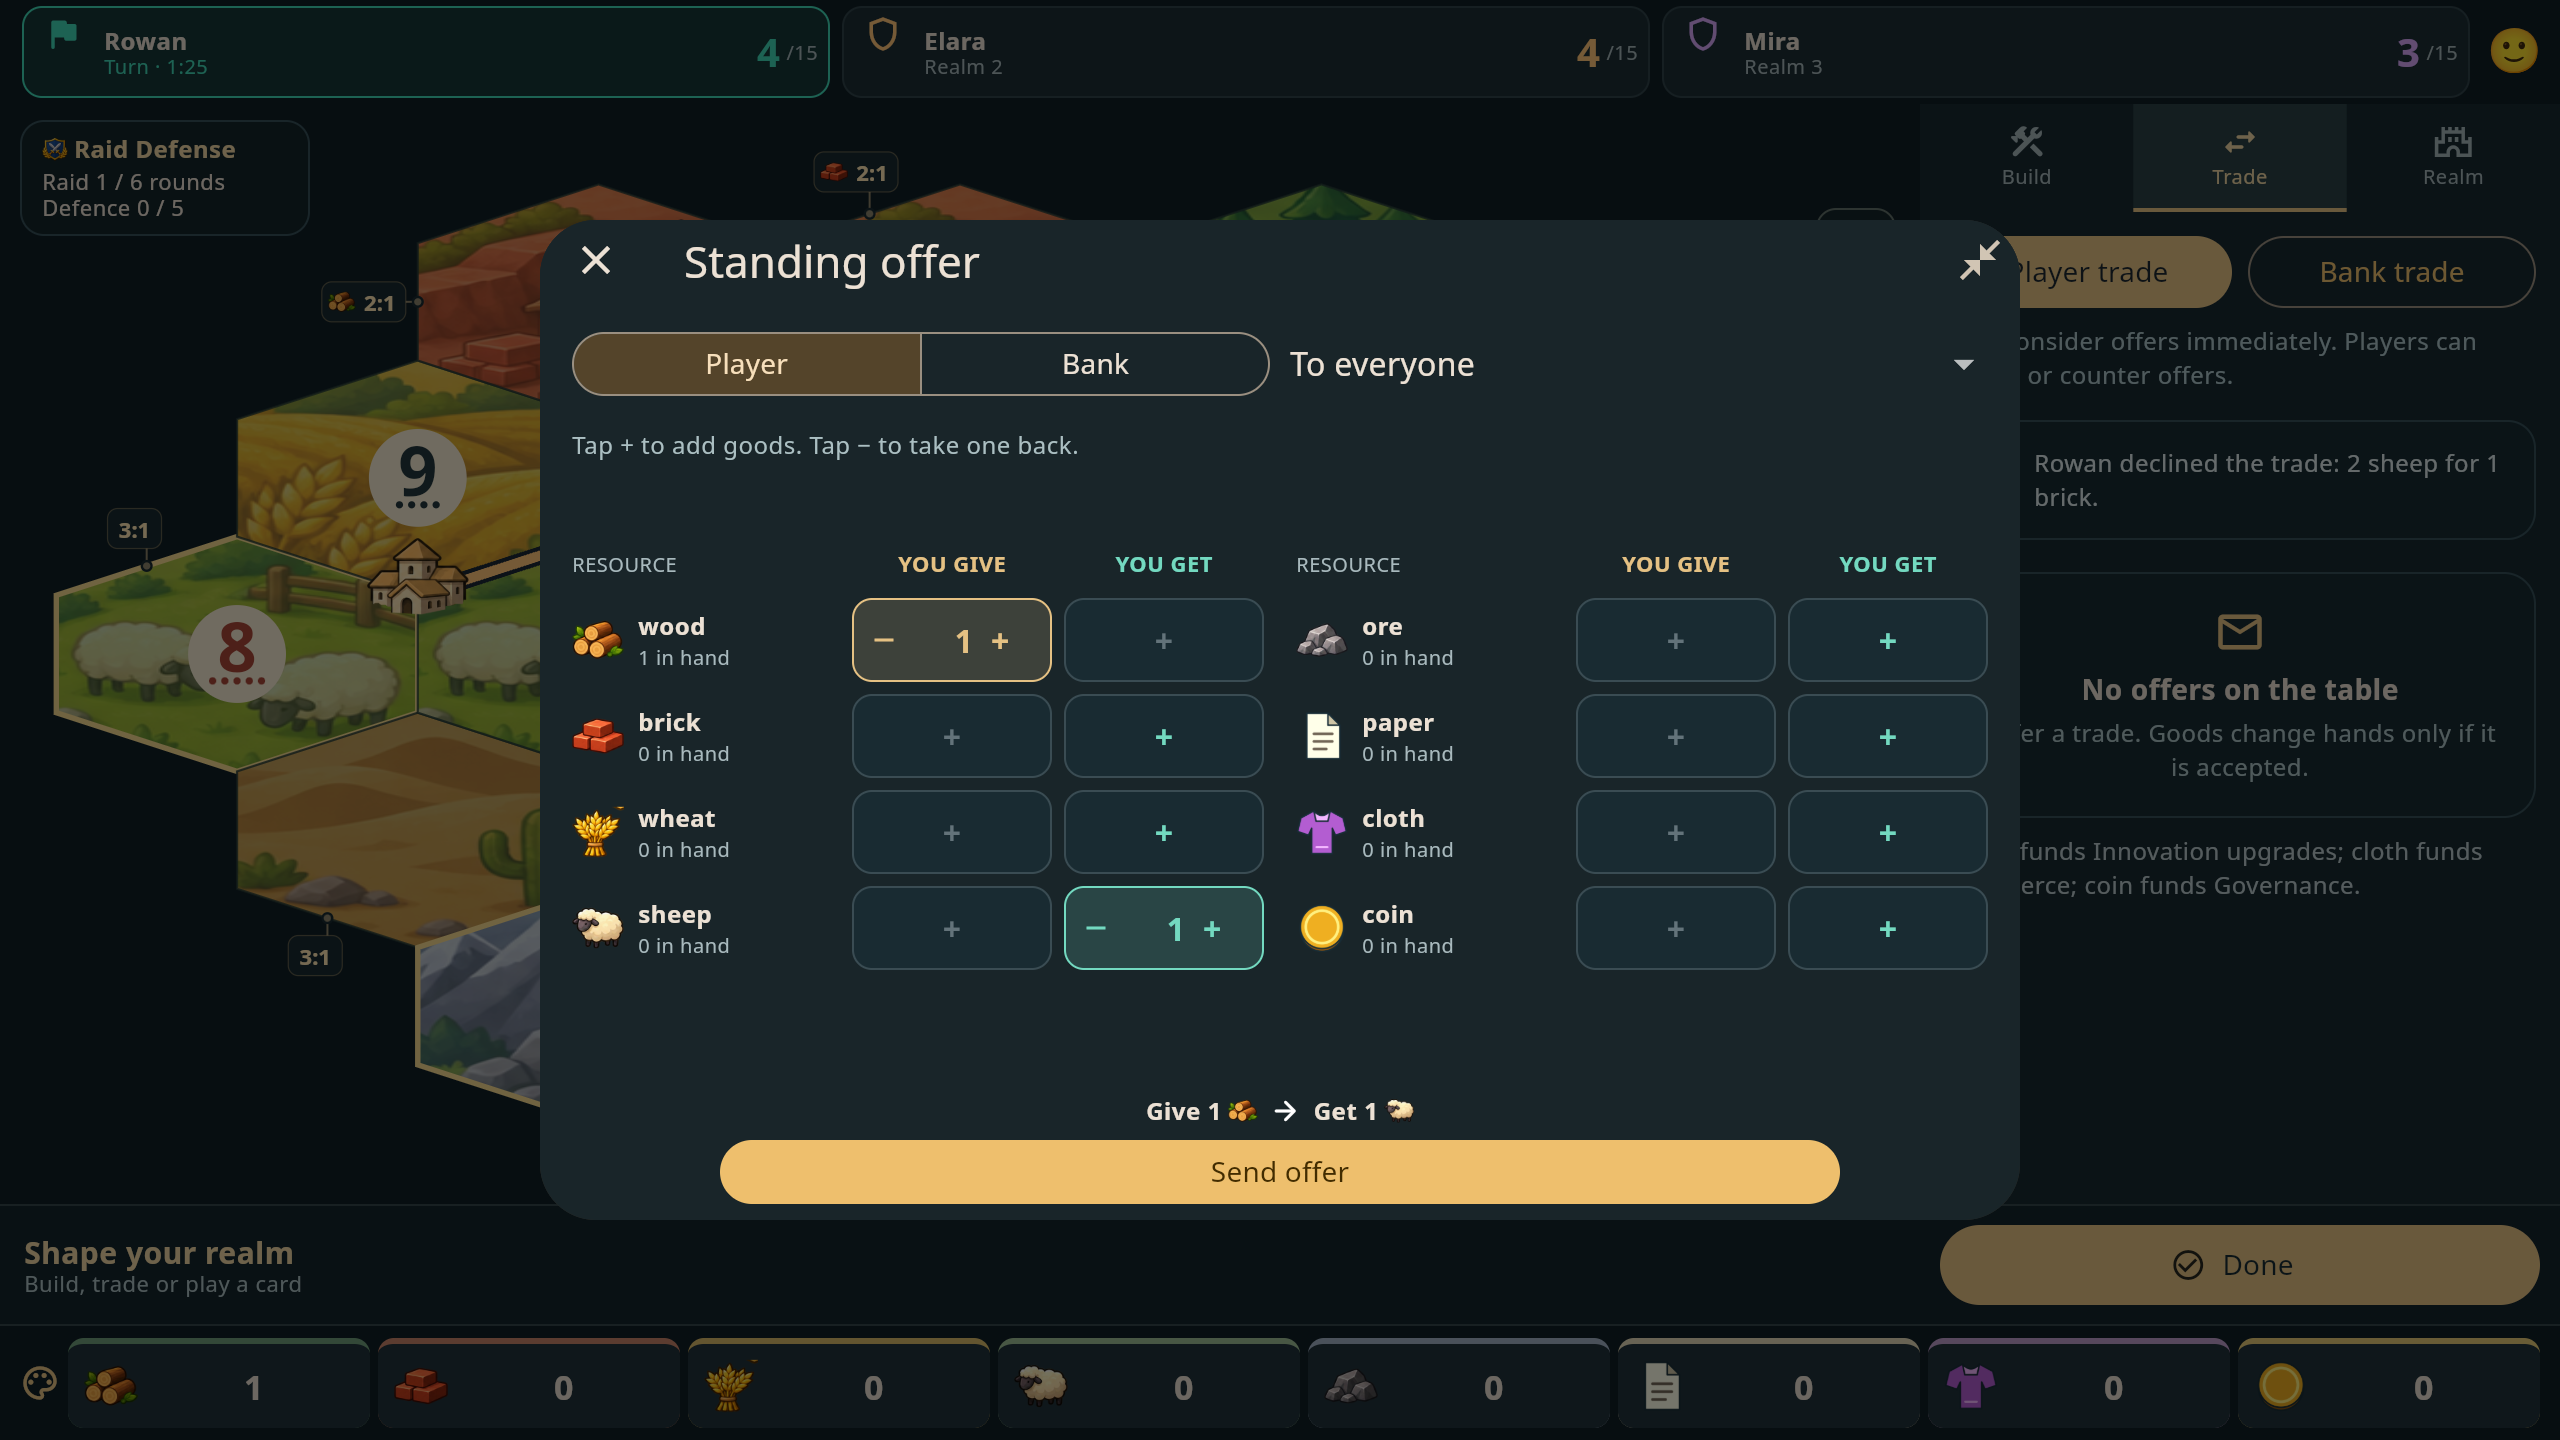 Rowan
Turn · 1:25
4 /15
Elara
Realm 2
4 /15
Mira
Realm 3
3 /15
Raid Defense
Raid 1 / 6 rounds
Defence 0 / 5
2:1
2:1
9
3:1
8
3:1
Build
Trade
Realm
Player trade
Bank trade
onsider offers immediately. Players can
or counter offers.
Rowan declined the trade: 2 sheep for 1
brick.
No offers on the table
er a trade. Goods change hands only if it
is accepted.
funds Innovation upgrades; cloth funds
erce; coin funds Governance.
Standing offer
Player
Bank
To everyone
Tap + to add goods. Tap − to take one back.
RESOURCE YOU GIVE YOU GET RESOURCE YOU GIVE YOU GET
wood
1 in hand
− 1 +
+
ore
0 in hand
+
+
brick
0 in hand
+
+
paper
0 in hand
+
+
wheat
0 in hand
+
+
cloth
0 in hand
+
+
sheep
0 in hand
+
− 1 +
coin
0 in hand
+
+
Give 1 → Get 1
Send offer
Shape your realm
Build, trade or play a card
Done
1 0 0 0 0 0 0 0